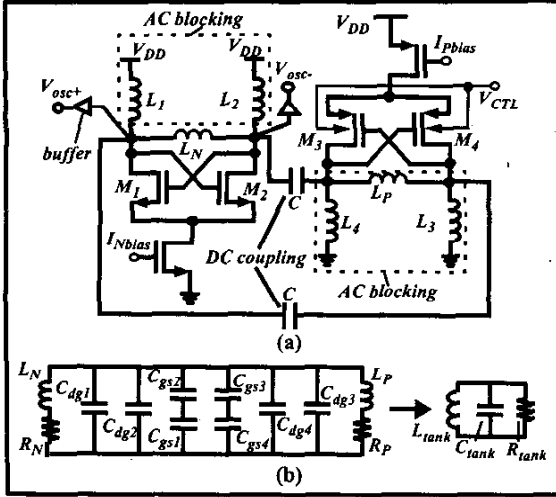 AC blocking
V_DD V_DD V_DD
I_Pbias
V_osc+ V_osc-
L_1 L_2
V_CTL
buffer
L_N
M_3 M_4
M_1 M_2
C
L_P
L_4 L_3
I_Nbias
DC coupling
AC blocking
C
(a)
L_N C_dg1 C_dg2 C_gs2 C_gs3 C_dg4 C_dg3 L_P
R_N C_gs1 C_gs4 R_P
L_tank C_tank R_tank
(b)